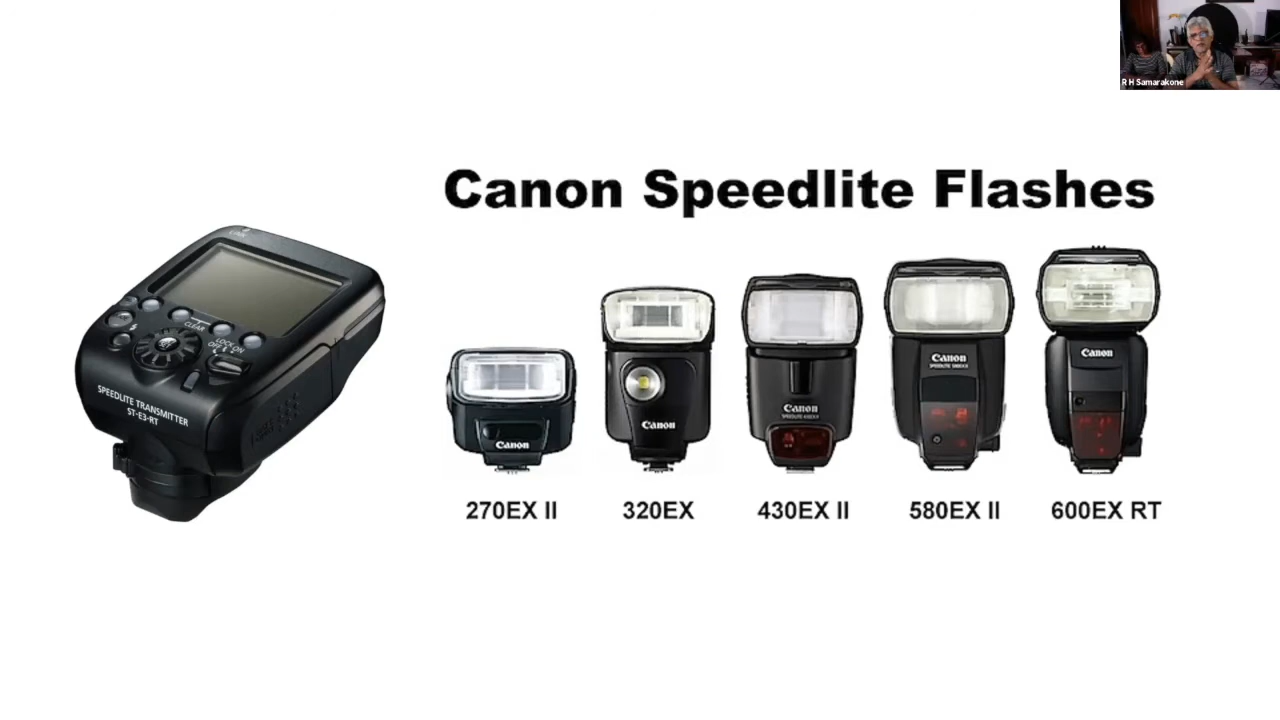 R H Samarakone
Canon Speedlite Flashes
CLEAR
LOCK ON
OFF
SPEEDLITE TRANSMITTER
ST-E3-RT
Canon
Canon
Canon
Canon
Canon
270EX II
320EX
430EX II
580EX II
600EX RT